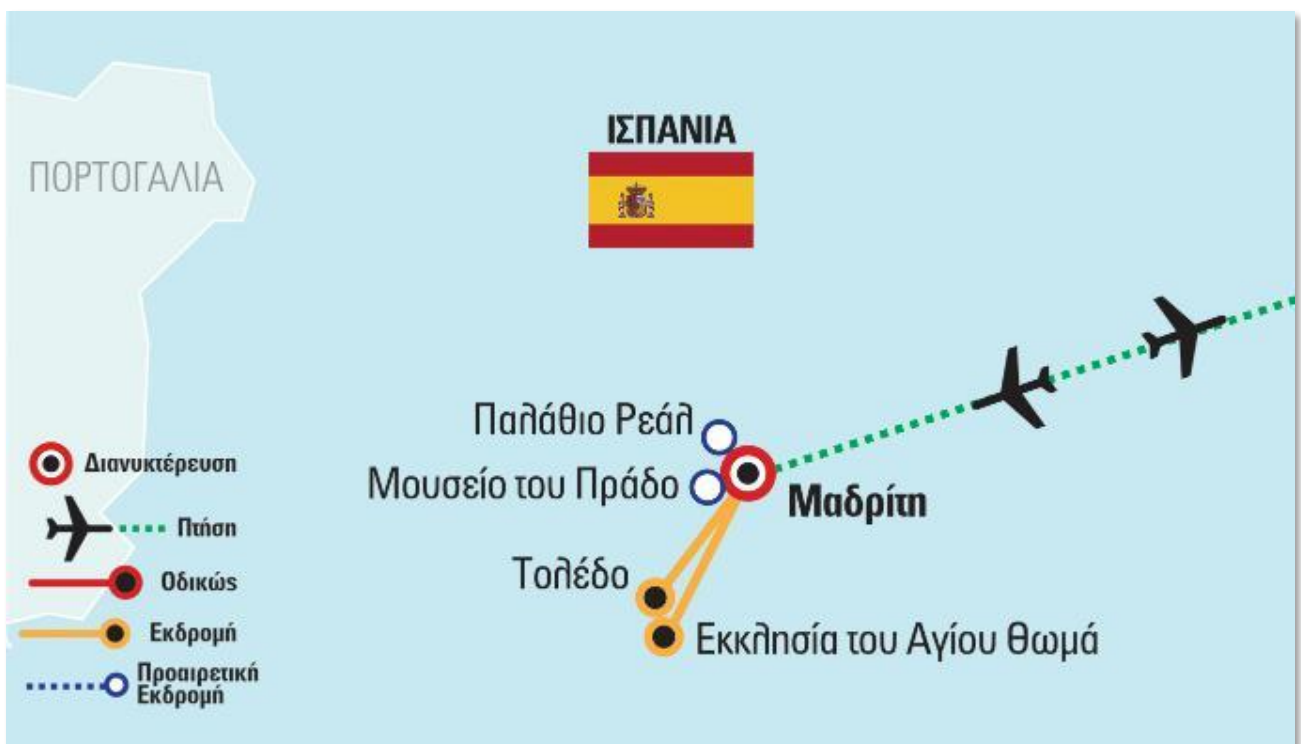 ΙΣΠΑΝΙΑ
ΠΟΡΤΟΓΑΛΙΑ
Παλάθιο Ρεάλ
Μουσείο του Πράδο
Μαδρίτη
Τολέδο
Εκκλησία του Αγίου Θωμά
Διανυκτέρευση
Πτήση
Οδικώς
Εκδρομή
Προαιρετική
Εκδρομή